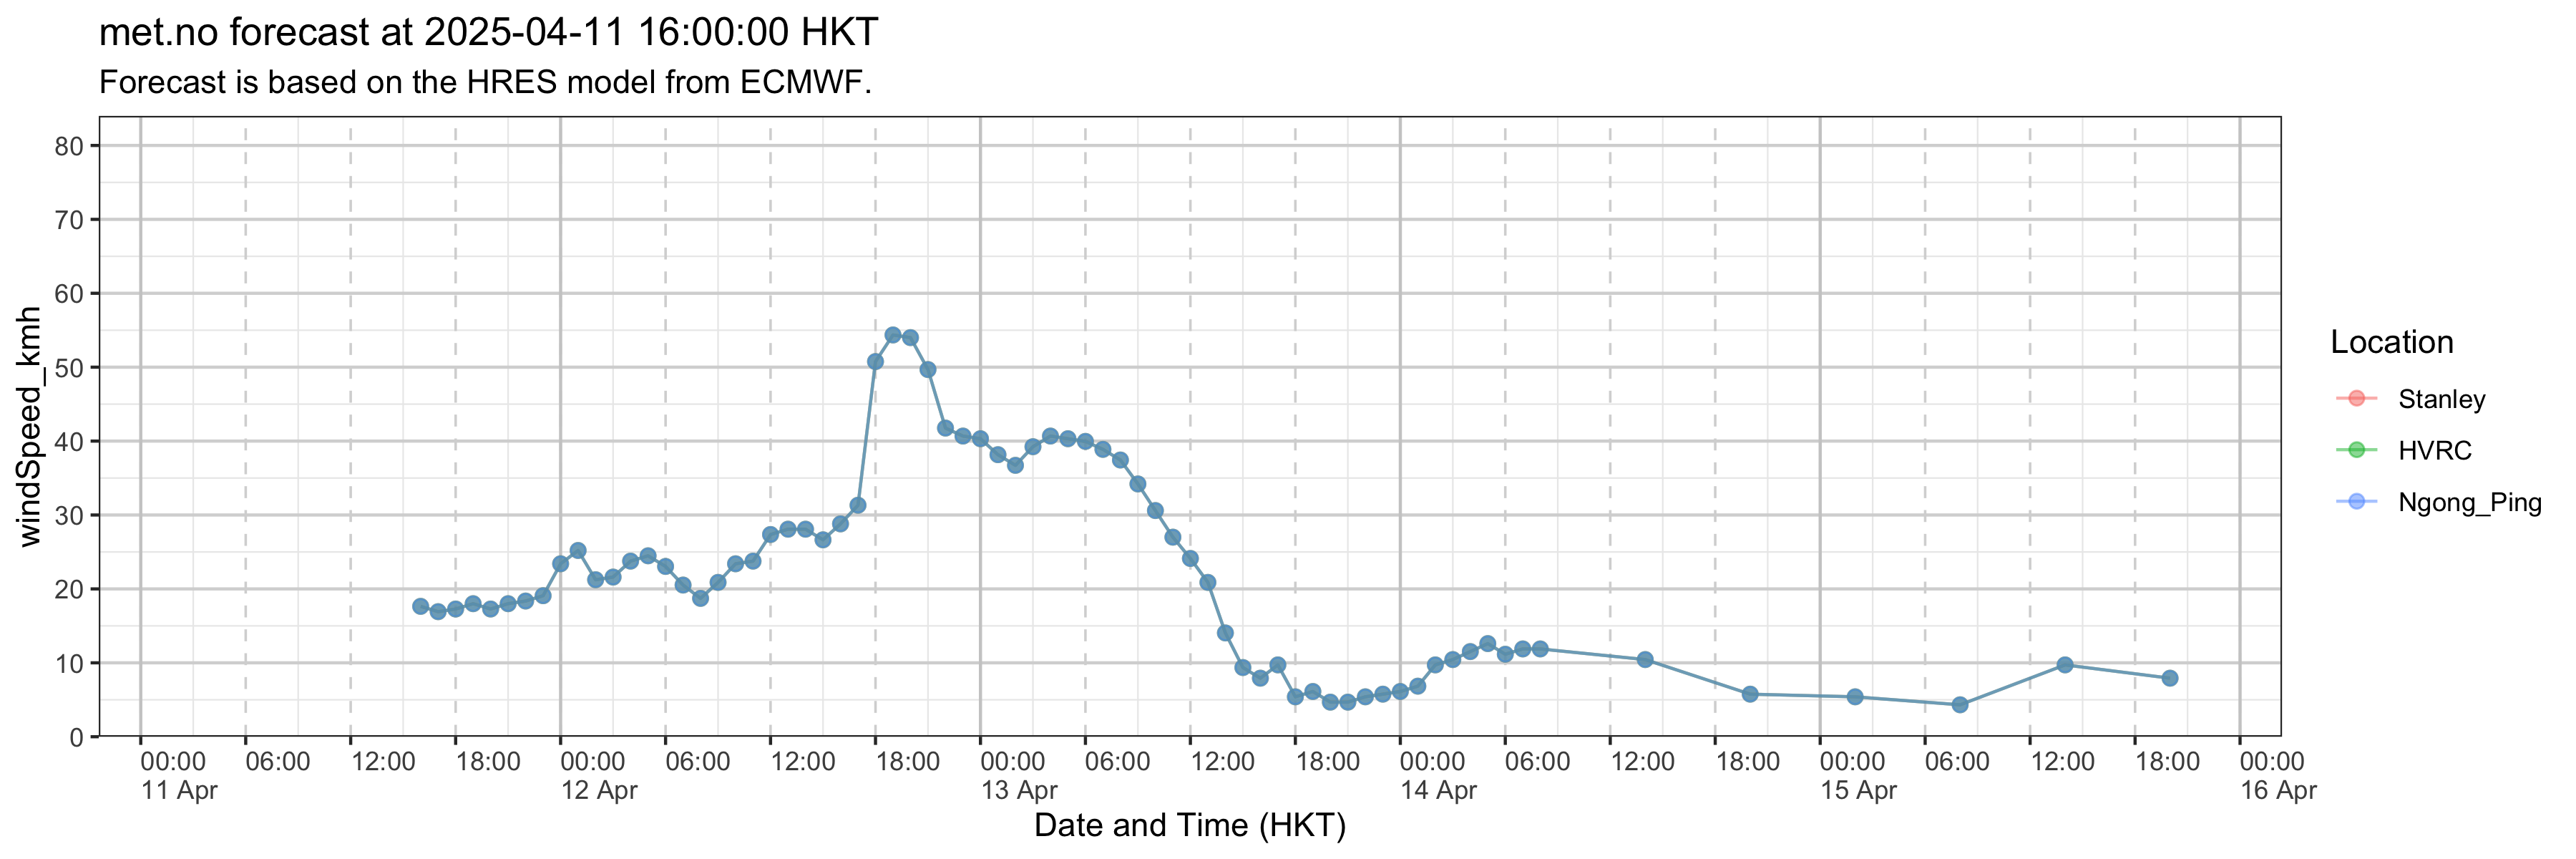 met.no forecast at 2025-04-11 16:00:00 HKT
Forecast is based on the HRES model from ECMWF.
windSpeed_kmh
80
70
60
50
40
30
20
10
0
00:00 06:00 12:00 18:00 00:00 06:00 12:00 18:00 00:00 06:00 12:00 18:00 00:00 06:00 12:00 18:00 00:00 06:00 12:00 18:00 00:00
11 Apr 12 Apr 13 Apr 14 Apr 15 Apr 16 Apr
Date and Time (HKT)
Location
Stanley
HVRC
Ngong_Ping